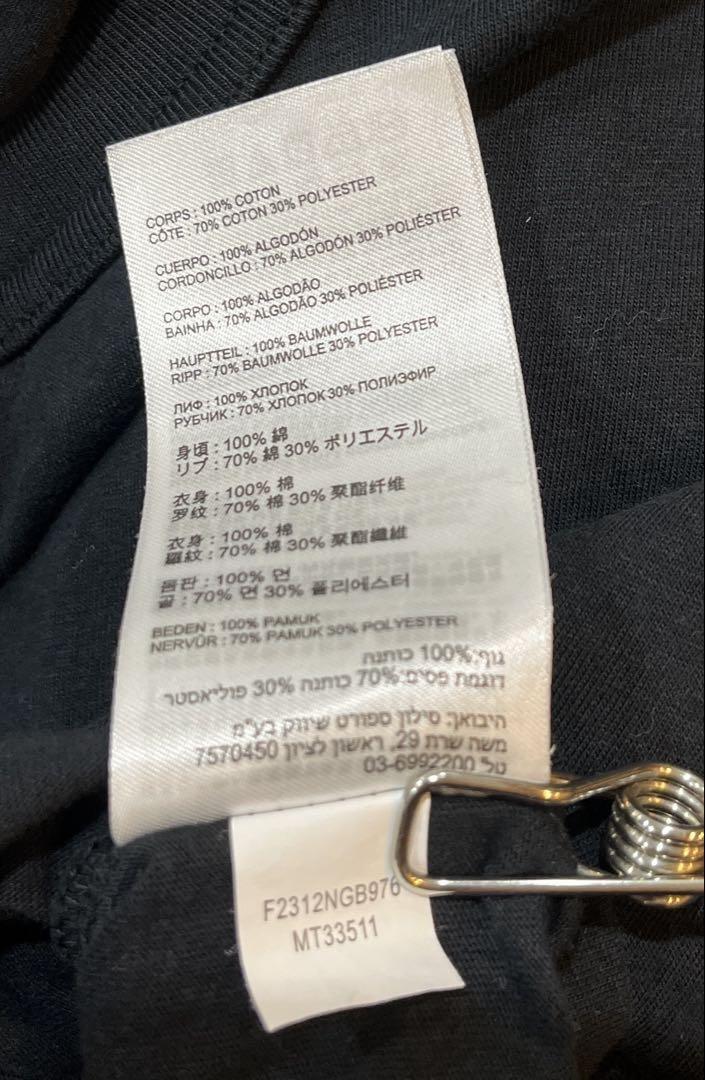 CORPS : 100% COTON
CÔTE : 70% COTON 30% POLYESTER
CUERPO : 100% ALGODÓN
CORDONCILLO : 70% ALGODÓN 30% POLIÉSTER
CORPO : 100% ALGODÃO
BAINHA : 70% ALGODÃO 30% POLIÉSTER
HAUPTTEIL : 100% BAUMWOLLE
RIPP : 70% BAUMWOLLE 30% POLYESTER
ЛИФ : 100% ХЛОПОК
РУБЧИК : 70% ХЛОПОК 30% ПОЛИЭФИР
身頃 : 100% 綿
リブ : 70% 綿 30% ポリエステル
衣身 : 100% 棉
罗纹 : 70% 棉 30% 聚酯纤维
衣身 : 100% 棉
羅紋 : 70% 棉 30% 聚酯纖維
몸판 : 100% 면
골 : 70% 면 30% 폴리에스터
BEDEN : 100% PAMUK
NERVÜR : 70% PAMUK 30% POLYESTER
גוף:100% כותנה
דוגמת פסים:70% כותנה 30% פוליאסטר
היבואן: סילון ספורט שיווק בע"מ
משה שרת 29, ראשון לציון 7570450
טל 03-6992200
F2312NGB976
MT33511